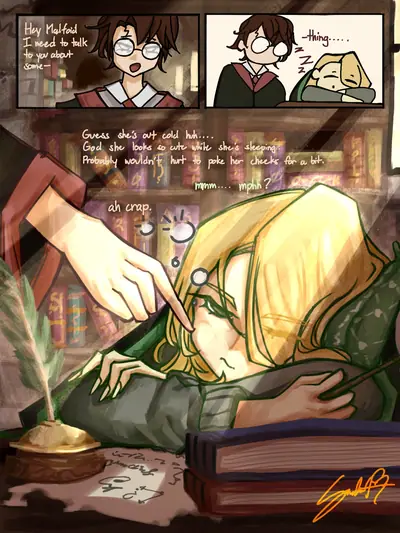 Hey Malfoid
I need to talk
to you about
some—
-thing.....
z
z
z
Guess she's out cold huh....
God she looks so cute while she's sleeping.
Probably wouldn't hurt to poke her cheeks for a bit.
mmm.... mphh?
ah crap.